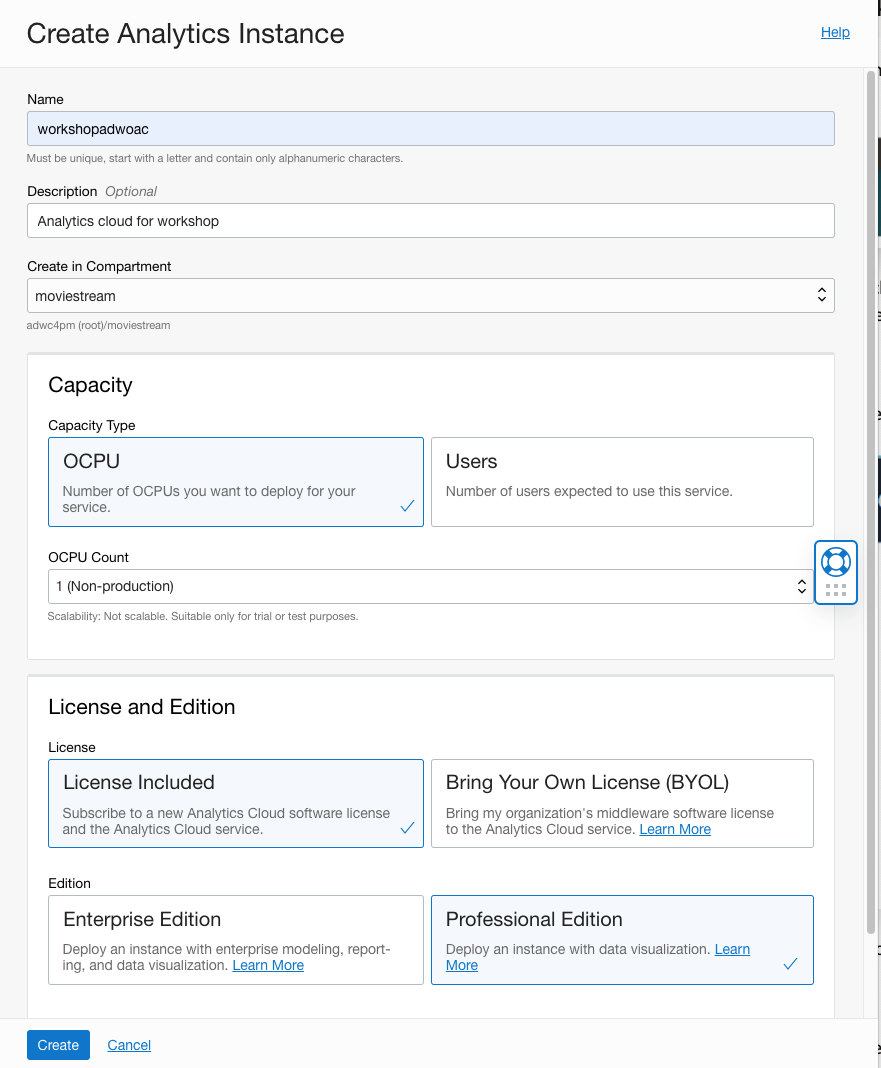 Create Analytics Instance
Help
Name
workshopadwoac
Must be unique, start with a letter and contain only alphanumeric characters.
Description Optional
Analytics cloud for workshop
Create in Compartment
moviestream
adwc4pm (root)/moviestream
Capacity
Capacity Type
OCPU
Number of OCPUs you want to deploy for your
service.
Users
Number of users expected to use this service.
OCPU Count
1 (Non-production)
Scalability: Not scalable. Suitable only for trial or test purposes.
License and Edition
License
License Included
Subscribe to a new Analytics Cloud software license
and the Analytics Cloud service.
Bring Your Own License (BYOL)
Bring my organization's middleware software license
to the Analytics Cloud service. Learn More
Edition
Enterprise Edition
Deploy an instance with enterprise modeling, report-
ing, and data visualization. Learn More
Professional Edition
Deploy an instance with data visualization. Learn
More
Create
Cancel